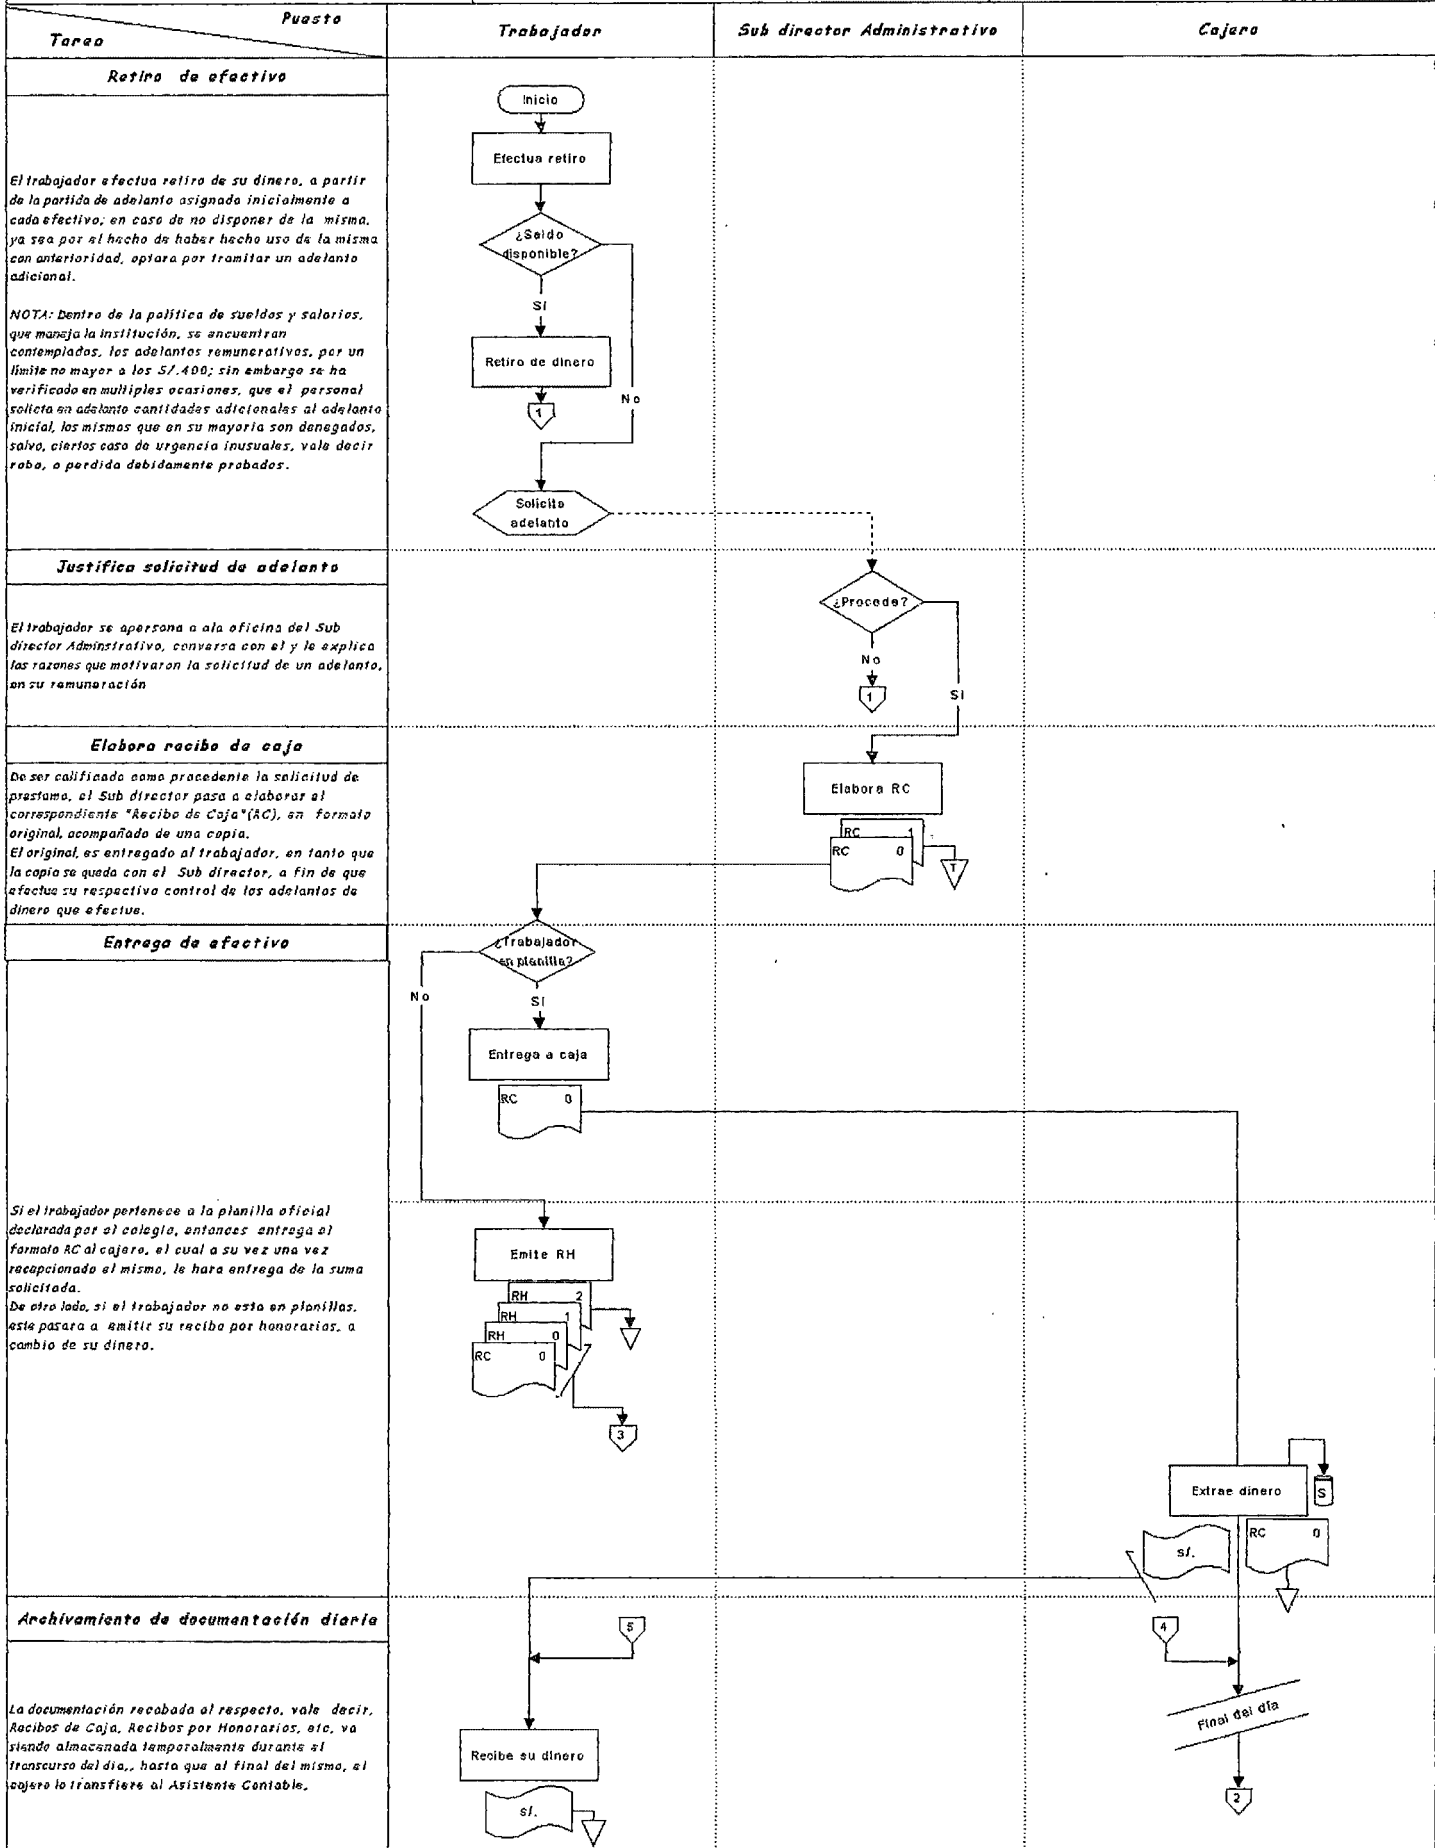 Puesto
Tarea
Trabajador
Sub director Administrativo
Cajero
Retiro de efectivo
Inicio
Efectua retiro
El trabajador efectua retiro de su dinero, a partir
de la partida de adelanto asignada inicialmente a
cada efectivo; en caso de no disponer de la misma,
ya sea por el hecho de haber hecho uso de la misma
con anterioridad, optara por tramitar un adelanto
adicional.
¿Saldo
disponible?
SI
No
NOTA: Dentro de la política de sueldos y salarios,
que maneja la institución, se encuentran
contemplados, los adelantos remunerativos, por un
límite no mayor a los S/.400; sin embargo se ha
verificado en multiples ocasiones, que el personal
solicta en adelanto cantidades adicionales al adelanto
inicial, los mismos que en su mayoria son denegados,
salvo, ciertos caso de urgencia inusuales, vale decir
robo, o perdida debidamente probados.
Retiro de dinero
1
Solicita
adelanto
Justifica solicitud de adelanto
El trabajador se apersona a ala oficina del Sub
director Adminstrativo, conversa con el y le explica
las razones que motivaron la solicitud de un adelanto,
en su remuneración
¿Procede?
No
SI
1
Elabora recibo de caja
De ser calificado como procedente la solicitud de
prestamo, el Sub director pasa a elaborar el
correspondiente "Recibo de Caja"(RC), en formato
original, acompañado de una copia.
El original, es entregado al trabajador, en tanto que
la copia se queda con el Sub director, a fin de que
efectue su respectivo control de los adelantos de
dinero que efectue.
Elabora RC
RC 1
RC 0
T
Entrega de efectivo
¿Trabajador
en planilla?
No
SI
Entrega a caja
RC 0
Si el trabajador pertenece a la planilla oficial
declarada por el colegio, entonces entrega el
formato RC al cajero, el cual a su vez una vez
recepcionado el mismo, le hara entrega de la suma
solicitada.
De otro lado, si el trabajador no esta en planillas,
este pasara a emitir su recibo por honorarios, a
cambio de su dinero.
Emite RH
RH 2
RH 1
RH 0
RC 0
3
Extrae dinero
S
s/.
RC 0
Archivamiento de documentación diaria
5
4
La documentación recabada al respecto, vale decir,
Recibos de Caja, Recibos por Honorarios, etc, va
siendo almacenada temporalmente durante el
transcurso del dia,, hasta que al final del mismo, el
cajero lo transfiere al Asistente Contable.
Final del día
Recibe su dinero
s/.
2